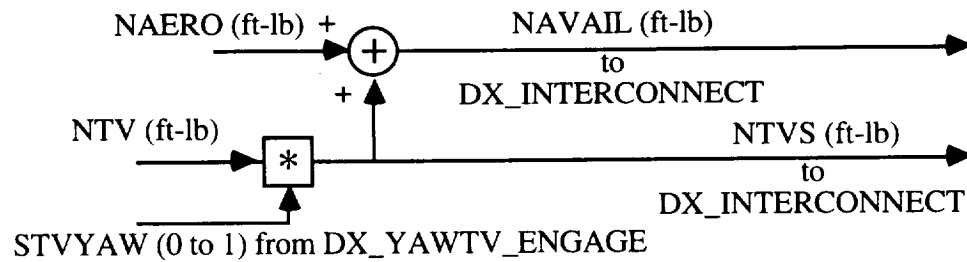 NAERO (ft-lb) +
NAVAIL (ft-lb)
+
to
+
DX_INTERCONNECT
NTV (ft-lb)
NTVS (ft-lb)
*
to
DX_INTERCONNECT
STVYAW (0 to 1) from DX_YAWTV_ENGAGE